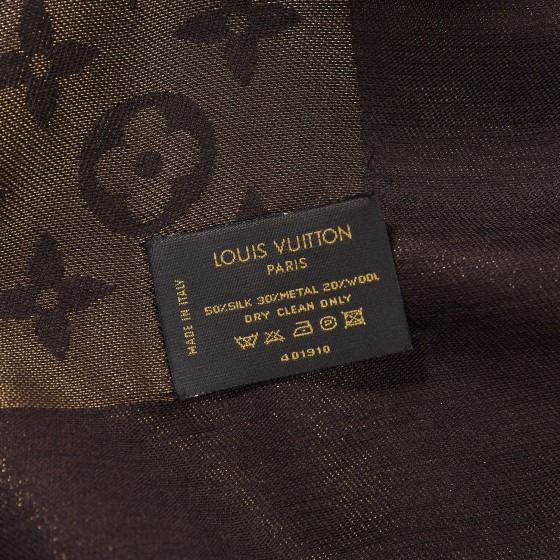 LOUIS VUITTON
PARIS
50%SILK 30%METAL 20%WOOL
DRY CLEAN ONLY
401910
MADE IN ITALY